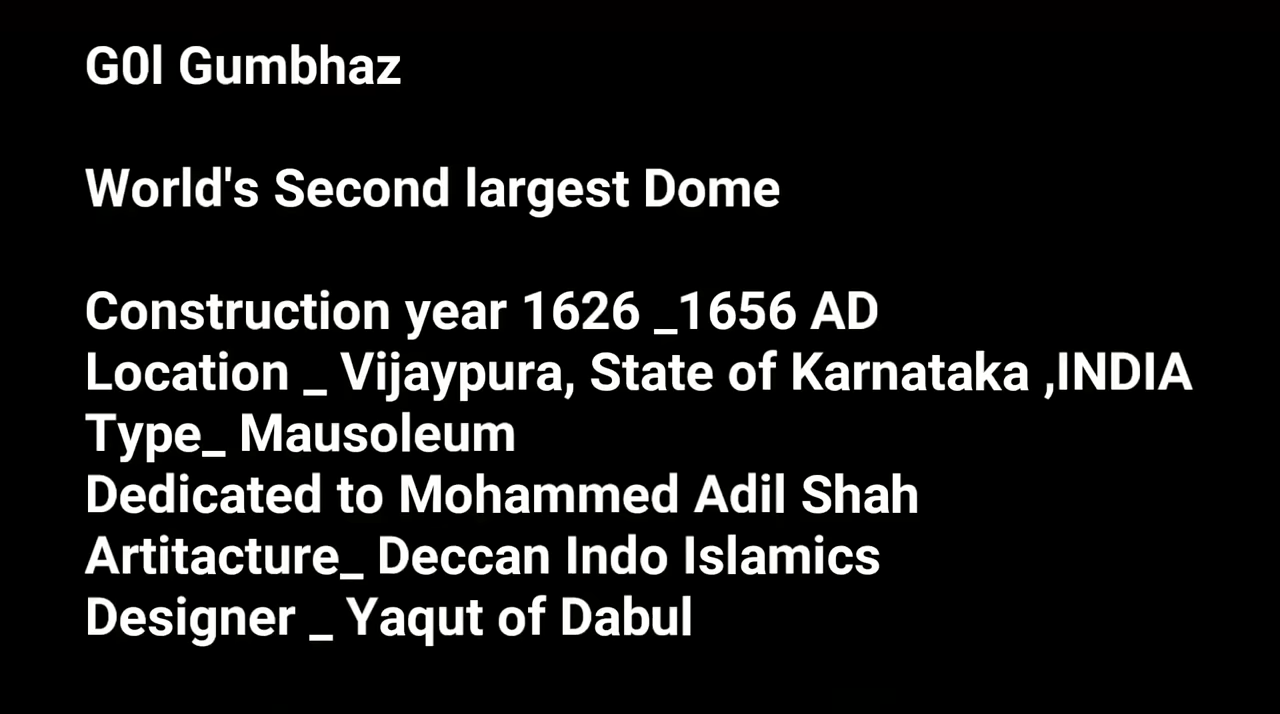 G0l Gumbhaz
World's Second largest Dome
Construction year 1626 _1656 AD
Location _ Vijaypura, State of Karnataka ,INDIA
Type_ Mausoleum
Dedicated to Mohammed Adil Shah
Artitacture_ Deccan Indo Islamics
Designer _ Yaqut of Dabul